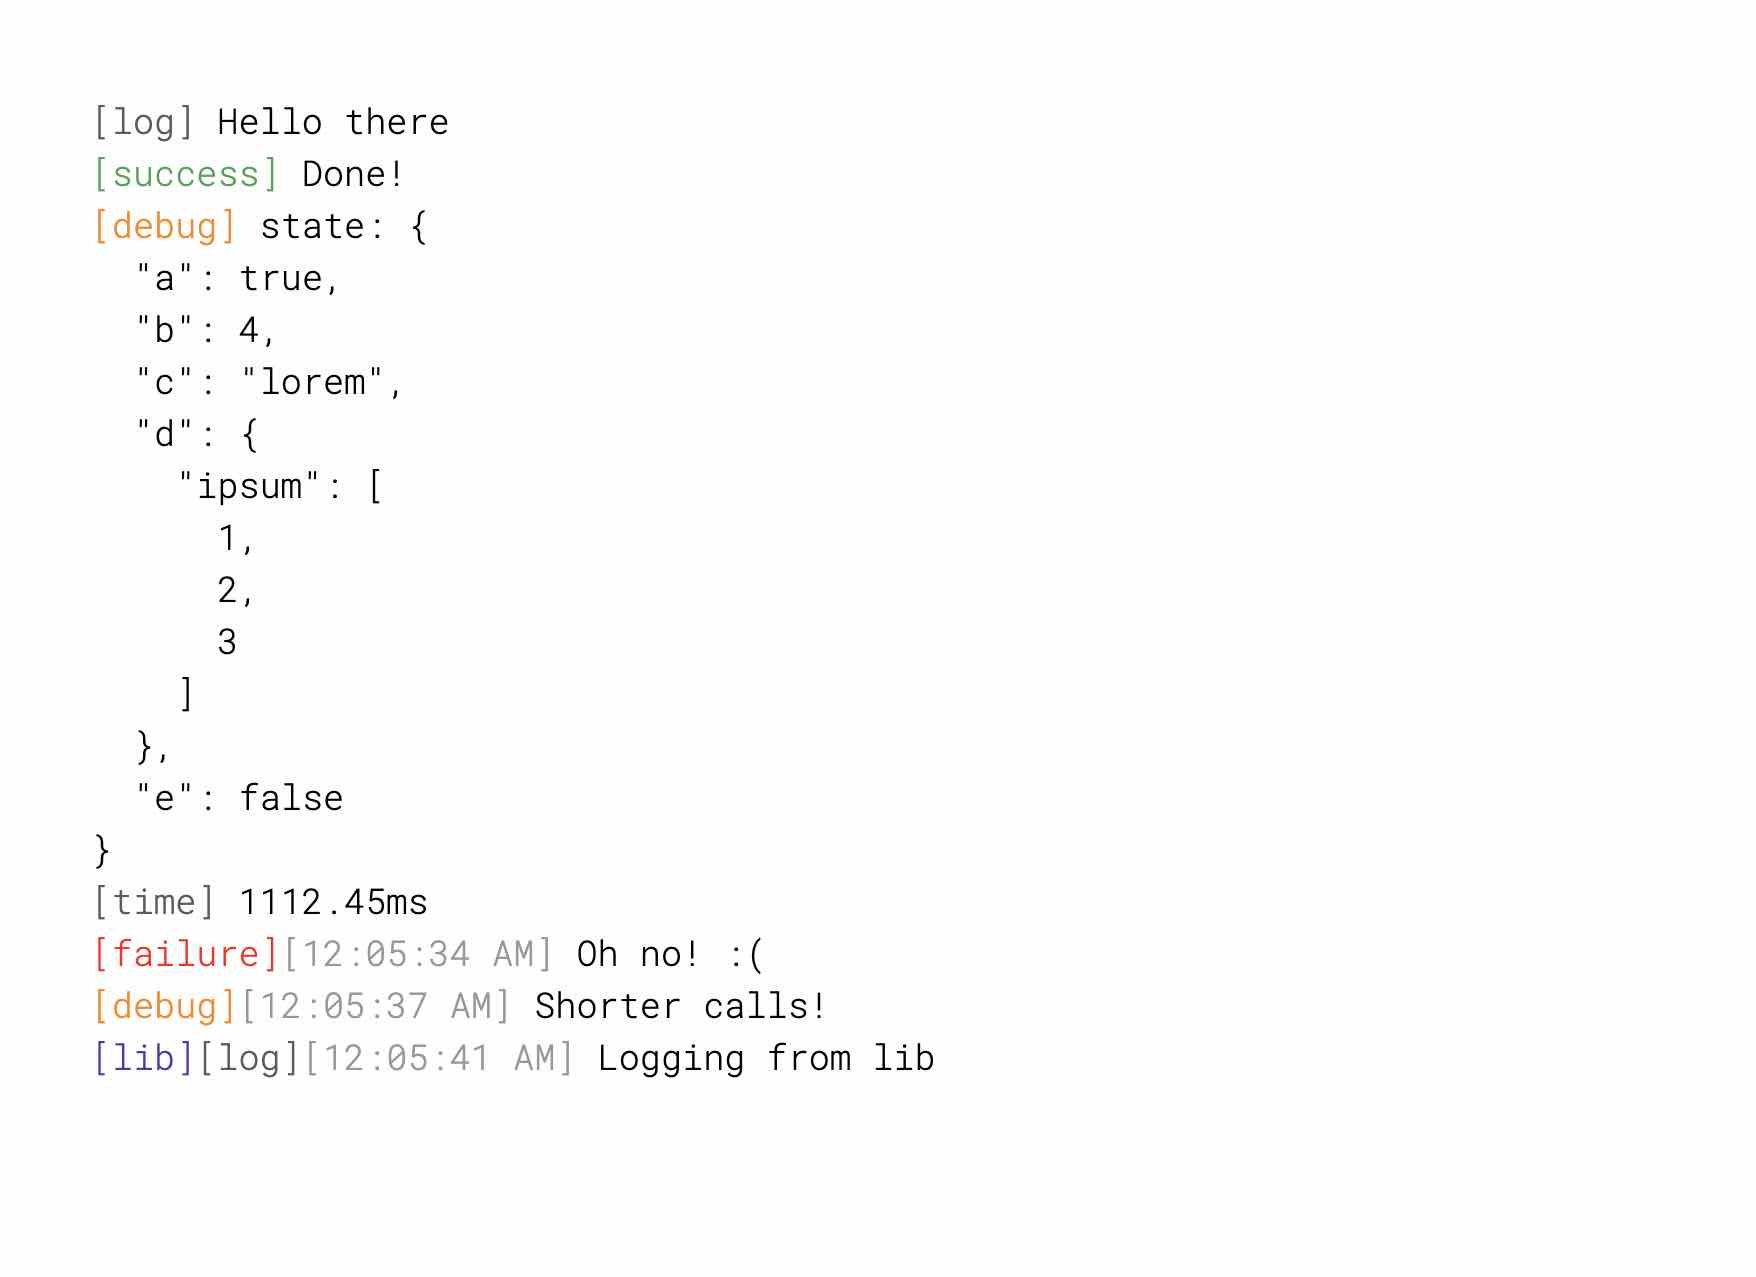 [log] Hello there
[success] Done!
[debug] state: {
  "a": true,
  "b": 4,
  "c": "lorem",
  "d": {
    "ipsum": [
      1,
      2,
      3
    ]
  },
  "e": false
}
[time] 1112.45ms
[failure][12:05:34 AM] Oh no! :(
[debug][12:05:37 AM] Shorter calls!
[lib][log][12:05:41 AM] Logging from lib